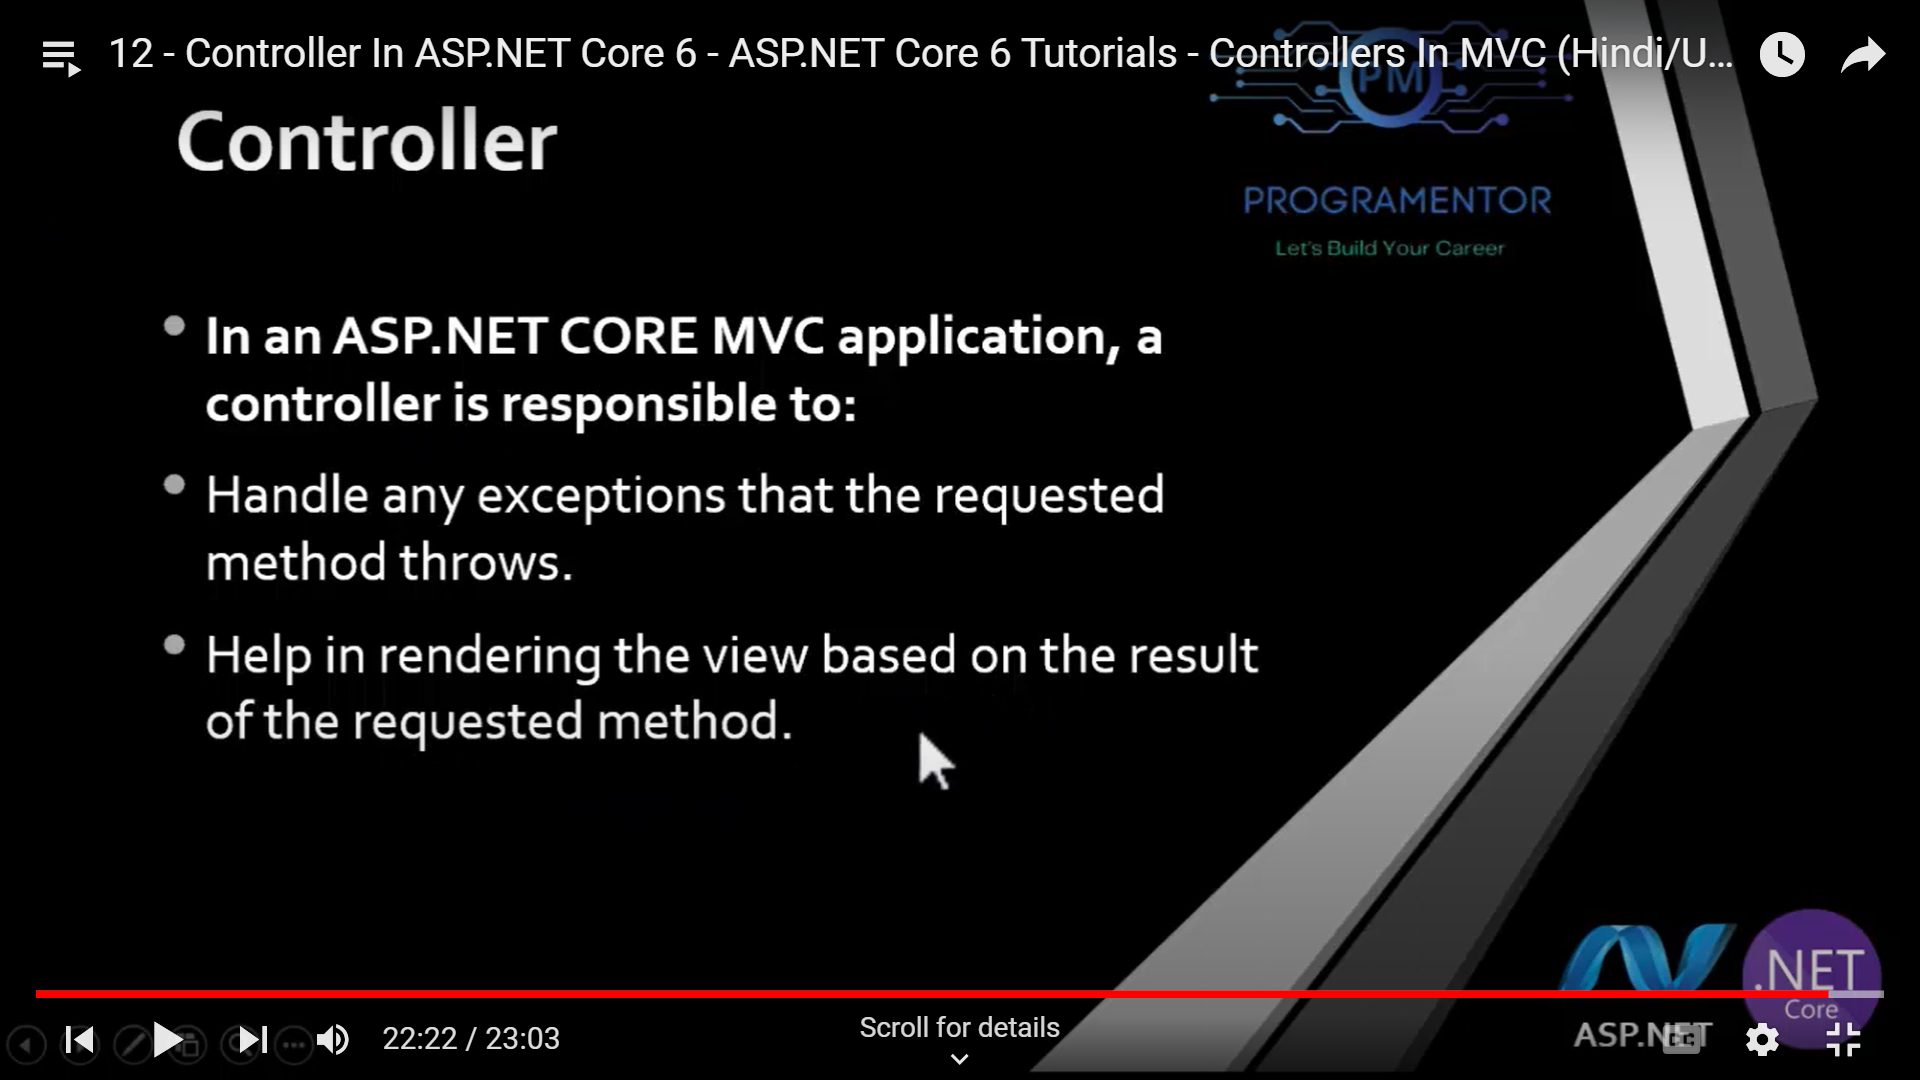 12 - Controller In ASP.NET Core 6 - ASP.NET Core 6 Tutorials - Controllers In MVC (Hindi/U...
PM
Controller
PROGRAMENTOR
Let's Build Your Career
In an ASP.NET CORE MVC application, a
controller is responsible to:
Handle any exceptions that the requested
method throws.
Help in rendering the view based on the result
of the requested method.
.NET
Core
ASP.NET
22:22 / 23:03
Scroll for details